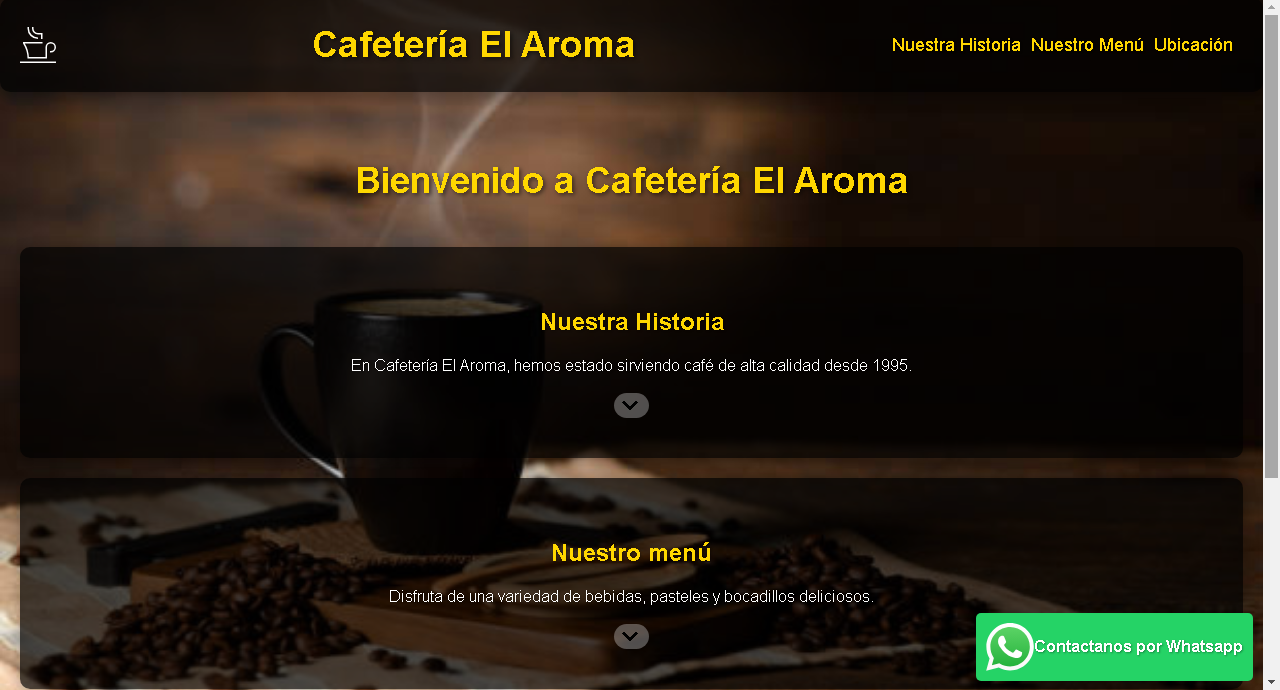 Cafetería El Aroma
Nuestra Historia Nuestro Menú Ubicación
Bienvenido a Cafetería El Aroma
Nuestra Historia
En Cafetería El Aroma, hemos estado sirviendo café de alta calidad desde 1995.
Nuestro menú
Disfruta de una variedad de bebidas, pasteles y bocadillos deliciosos.
Contactanos por Whatsapp